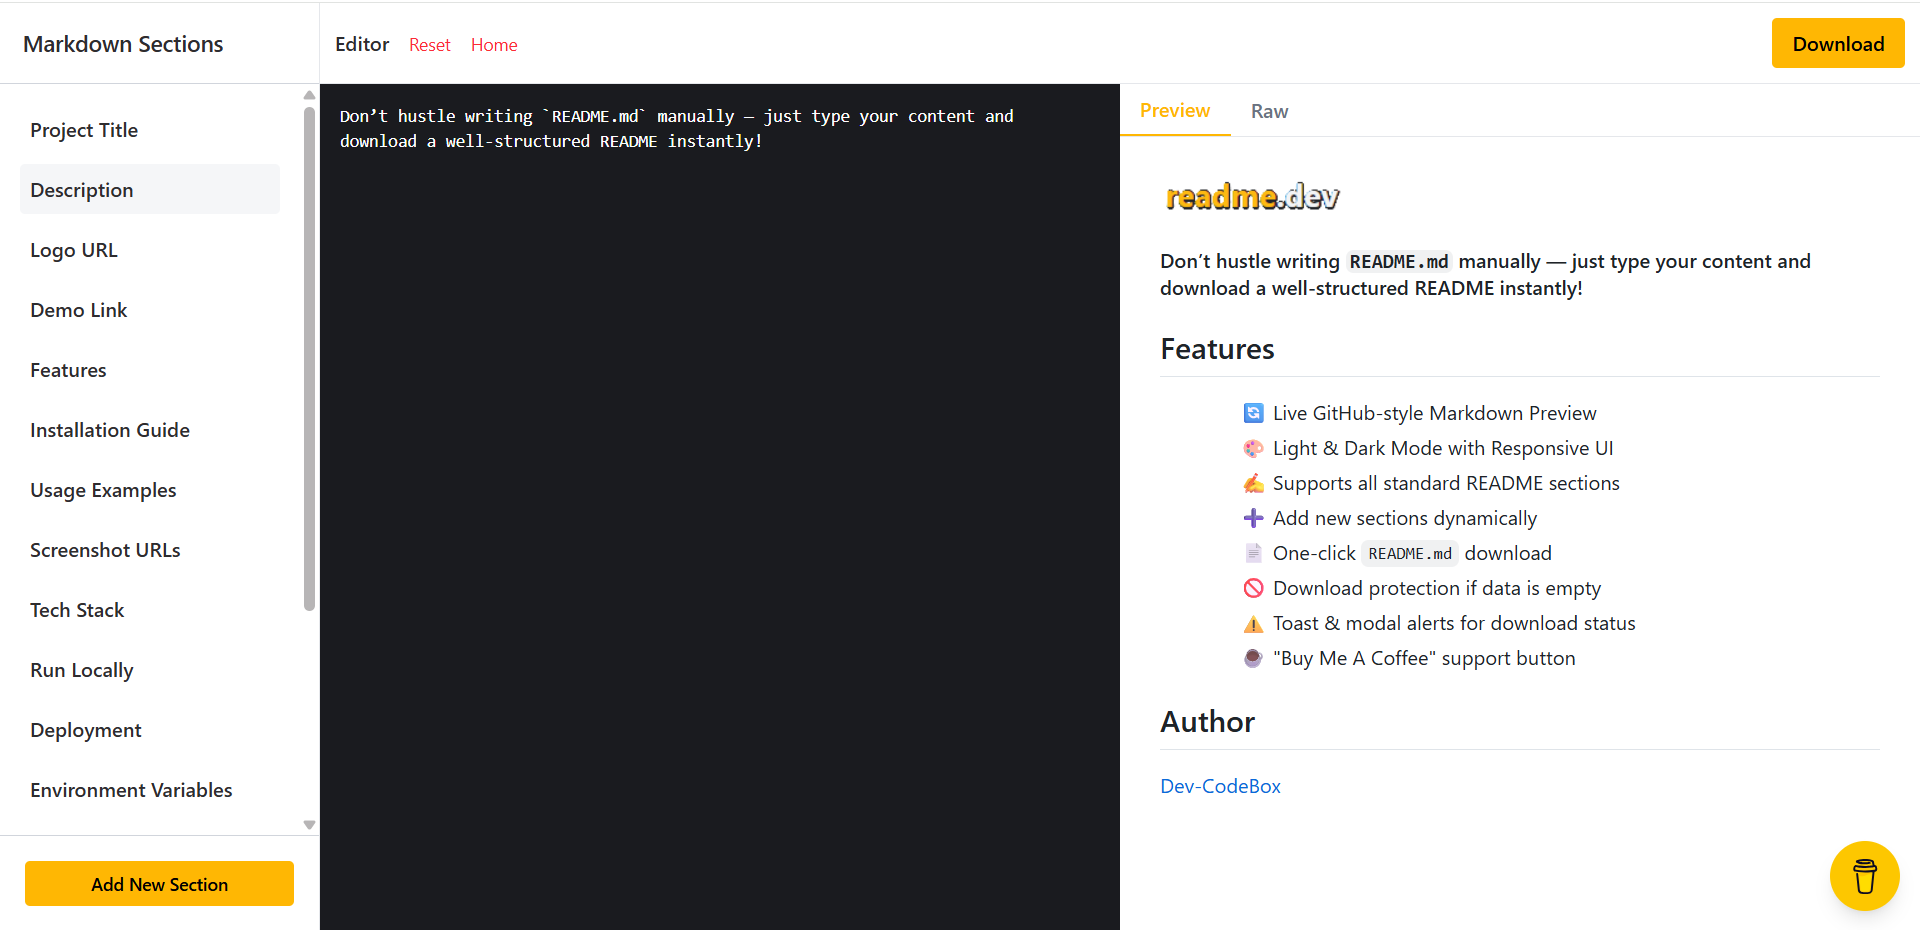 Markdown Sections
Editor Reset Home
Download
Project Title
Description
Logo URL
Demo Link
Features
Installation Guide
Usage Examples
Screenshot URLs
Tech Stack
Run Locally
Deployment
Environment Variables
Add New Section
Don’t hustle writing `README.md` manually — just type your content and
download a well-structured README instantly!
Preview Raw
readme.dev
Don’t hustle writing README.md manually — just type your content and
download a well-structured README instantly!
Features
Live GitHub-style Markdown Preview
Light & Dark Mode with Responsive UI
Supports all standard README sections
Add new sections dynamically
One-click README.md download
Download protection if data is empty
Toast & modal alerts for download status
"Buy Me A Coffee" support button
Author
Dev-CodeBox